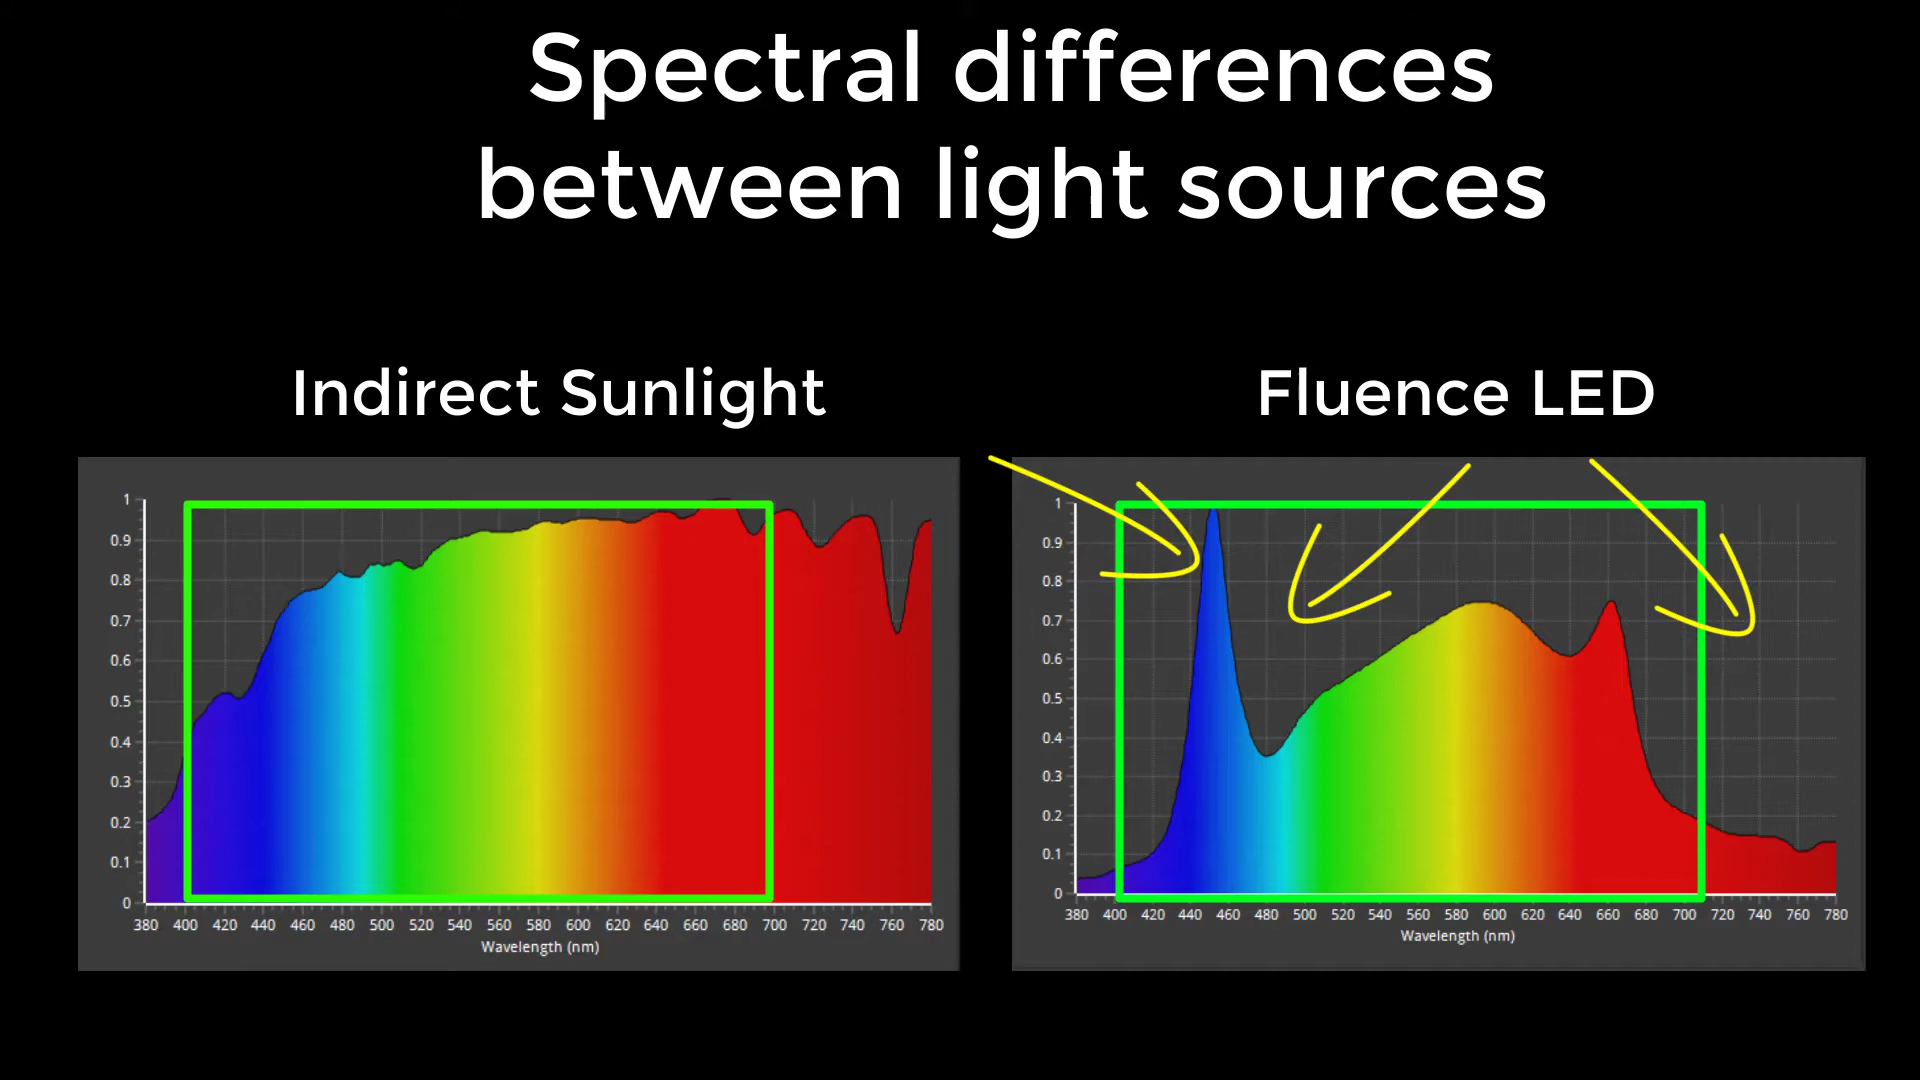 Spectral differences
between light sources
Indirect Sunlight
1
0.9
0.8
0.7
0.6
0.5
0.4
0.3
0.2
0.1
0
380 400 420 440 460 480 500 520 540 560 580 600 620 640 660 680 700 720 740 760 780
Wavelength (nm)
Fluence LED
1
0.9
0.8
0.7
0.6
0.5
0.4
0.3
0.2
0.1
0
380 400 420 440 460 480 500 520 540 560 580 600 620 640 660 680 700 720 740 760 780
Wavelength (nm)